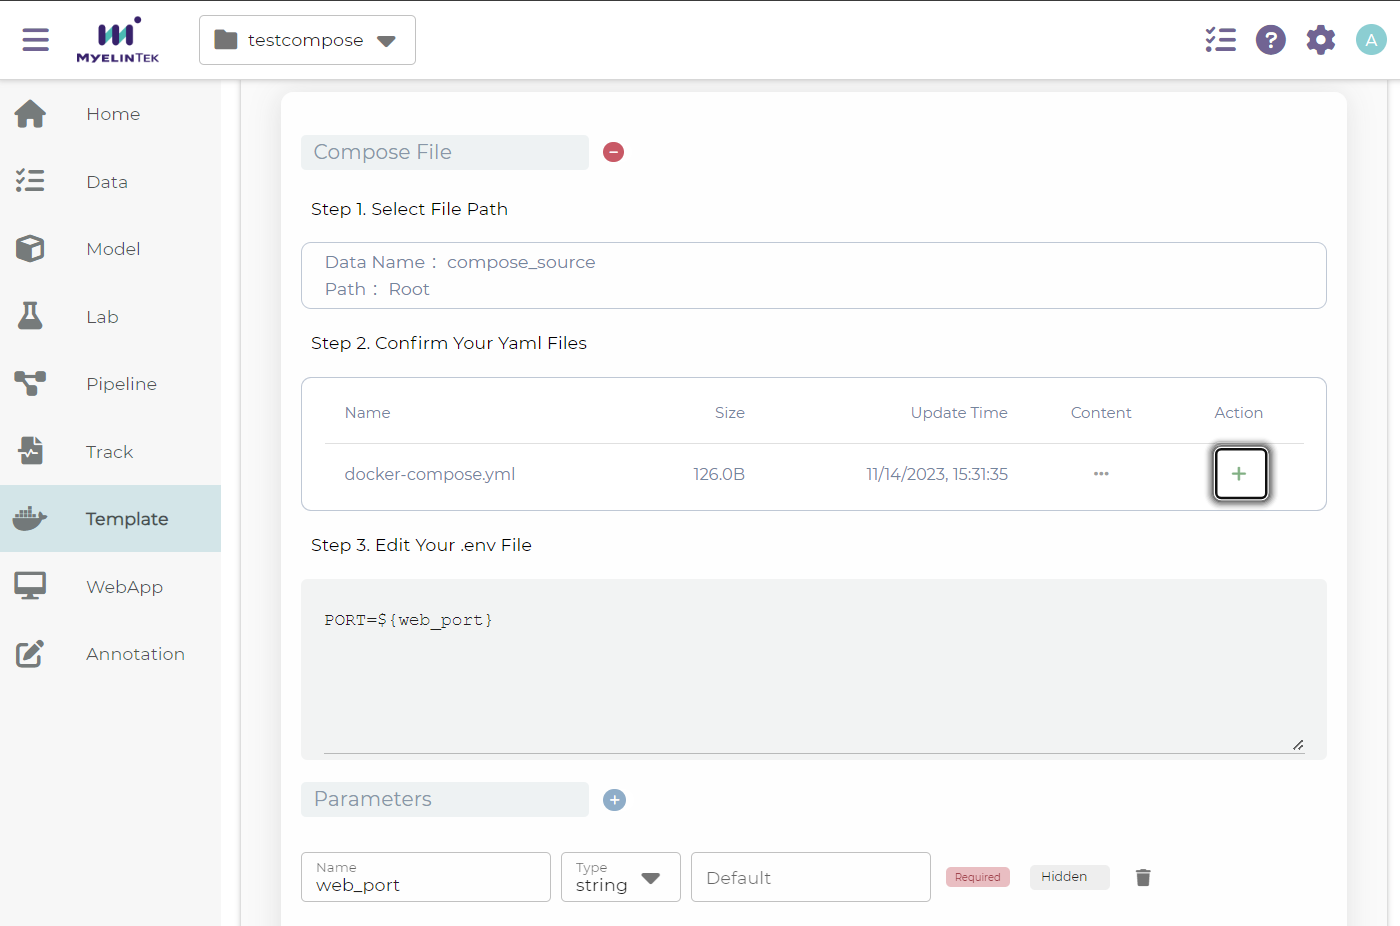 MYELINTEK
testcompose
?
A
Home
Data
Model
Lab
Pipeline
Track
Template
WebApp
Annotation
Compose File
Step 1. Select File Path
Data Name : compose_source
Path : Root
Step 2. Confirm Your Yaml Files
Name Size Update Time Content Action
docker-compose.yml 126.0B 11/14/2023, 15:31:35 ··· +
Step 3. Edit Your .env File
PORT=${web_port}
Parameters
Name
web_port
Type
string
Default
Required
Hidden